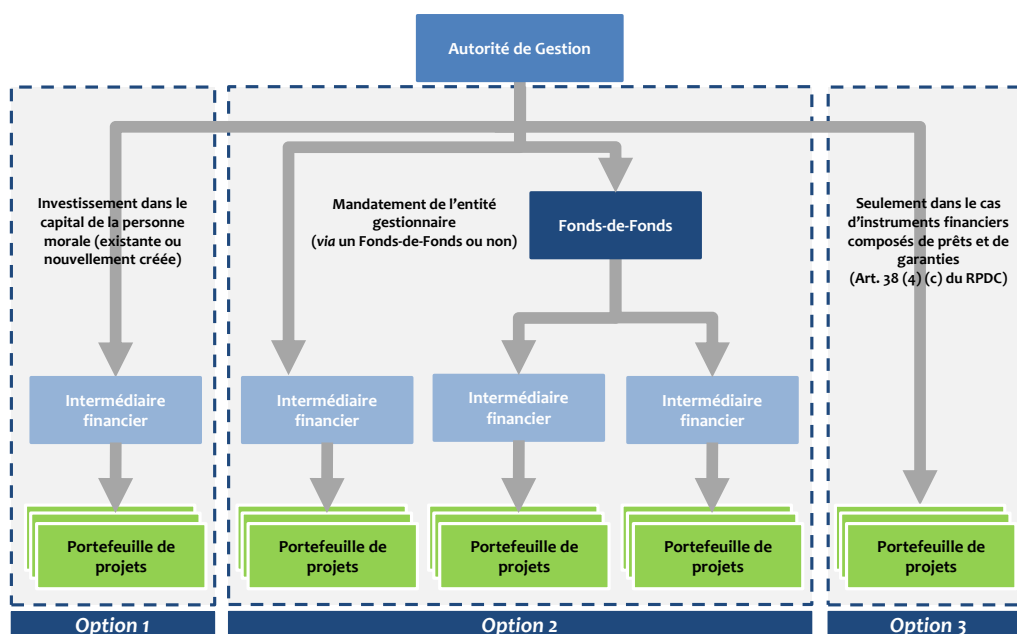 Autorité de Gestion
Investissement dans le
capital de la personne
morale (existante ou
nouvellement créée)
Mandatement de l'entité
gestionnaire
(via un Fonds-de-Fonds ou non)
Fonds-de-Fonds
Seulement dans le cas
d'instruments financiers
composés de prêts et de
garanties
(Art. 38 (4) (c) du RPDC)
Intermédiaire
financier
Intermédiaire
financier
Intermédiaire
financier
Intermédiaire
financier
Portefeuille de
projets
Portefeuille de
projets
Portefeuille de
projets
Portefeuille de
projets
Portefeuille de
projets
Option 1
Option 2
Option 3